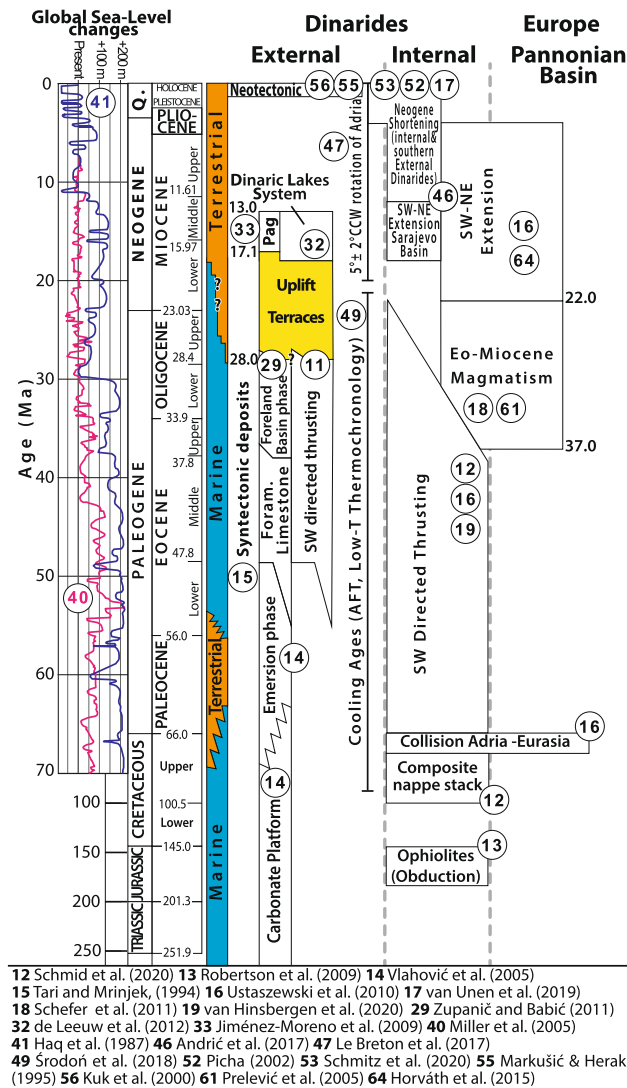 Global Sea-Level
changes
Present
+100 m
+200 m
Dinarides
External
Internal
Europe
Pannonian
Basin
Age (Ma)
0
10
20
30
40
50
60
70
100
150
200
250
41
40
Q.
NEOGENE
PALEOGENE
CRETACEOUS
JURASSIC
TRIASSIC
HOLOCENE
PLEISTOCENE
PLIO-
CENE
MIOCENE
OLIGOCENE
EOCENE
PALEOCENE
Upper
11.61
Middle
15.97
Lower
23.03
Upper
28.4
Lower
33.9
Upper
37.8
Middle
47.8
Lower
56.0
66.0
Upper
100.5
Lower
145.0
201.3
251.9
Terrestrial
?
?
Marine
Terrestrial
Marine
Neotectonic
56
55
53
52
17
47
Dinaric Lakes
System
13.0
33
17.1
Pag
32
Uplift
Terraces
28.0
29
?
11
49
Syntectonic deposits
15
Foreland
Basin phase
Foram.
Limestone
SW directed thrusting
Emersion phase
14
14
Carbonate Platform
5°± 2°CCW rotation of Adria
Cooling Ages (AFT, Low-T Thermochronology)
Neogene
Shortening
(internal&
southern
External
Dinarides)
46
SW-NE
Extension
Sarajevo
Basin
SW-NE
Extension
16
64
22.0
Eo-Miocene
Magmatism
18
61
37.0
12
16
19
SW Directed Thrusting
16
Collision Adria -Eurasia
Composite
nappe stack
12
13
Ophiolites
(Obduction)
12 Schmid et al. (2020) 13 Robertson et al. (2009) 14 Vlahović et al. (2005)
15 Tari and Mrinjek, (1994) 16 Ustaszewski et al. (2010) 17 van Unen et al. (2019)
18 Schefer et al. (2011) 19 van Hinsbergen et al. (2020) 29 Zupanič and Babić (2011)
32 de Leeuw et al. (2012) 33 Jiménez-Moreno et al. (2009) 40 Miller et al. (2005)
41 Haq et al. (1987) 46 Andrić et al. (2017) 47 Le Breton et al. (2017)
49 Środoń et al. (2018) 52 Picha (2002) 53 Schmitz et al. (2020) 55 Markušić & Herak
(1995) 56 Kuk et al. (2000) 61 Prelević et al. (2005) 64 Horváth et al. (2015)